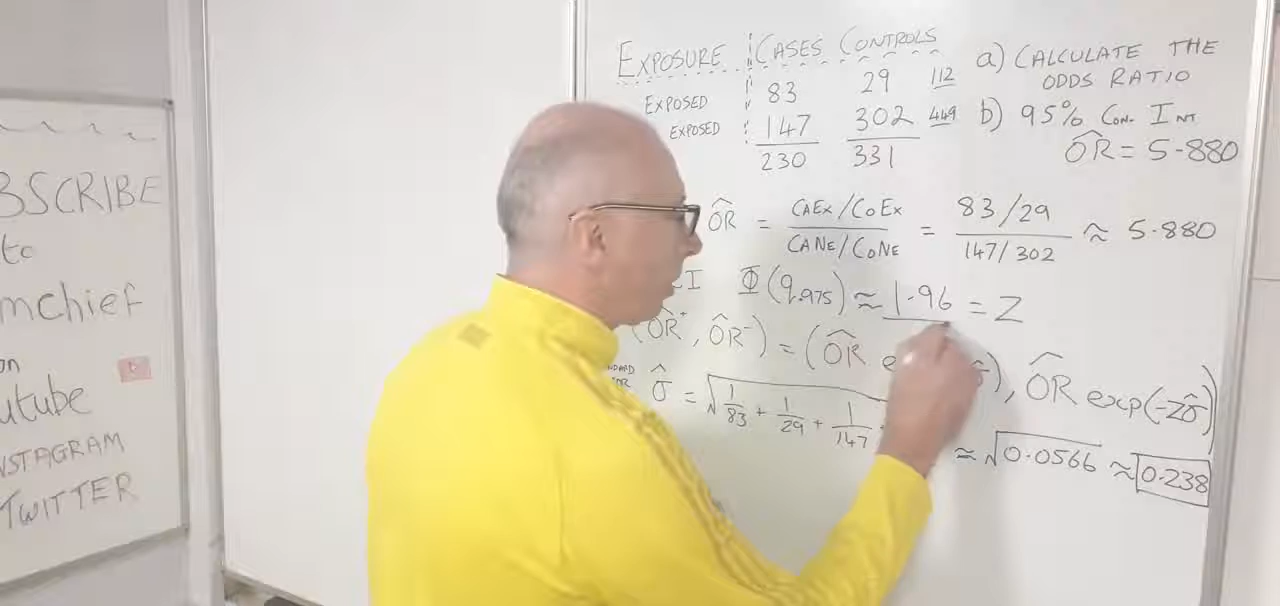 BSCRIBE
to
mchief
on
utube
NSTAGRAM
TWITTER
EXPOSURE CASES CONTROLS
EXPOSED 83 29 112
EXPOSED 147 302 449
230 331
a) CALCULATE THE
ODDS RATIO
b) 95% CON. INT
ÔR = 5·880
ÔR = CAEX/COEX / CANE/CONE = 83/29 / 147/302 ≈ 5·880
I Φ(q.975) ≈ 1·96 = Z
(ÔR⁺, ÔR⁻) = (ÔR e σ̂), ÔR exp(-Zσ̂))
σ̂ = √ 1/83 + 1/29 + 1/147 ≈ √0.0566 ≈ 0·238